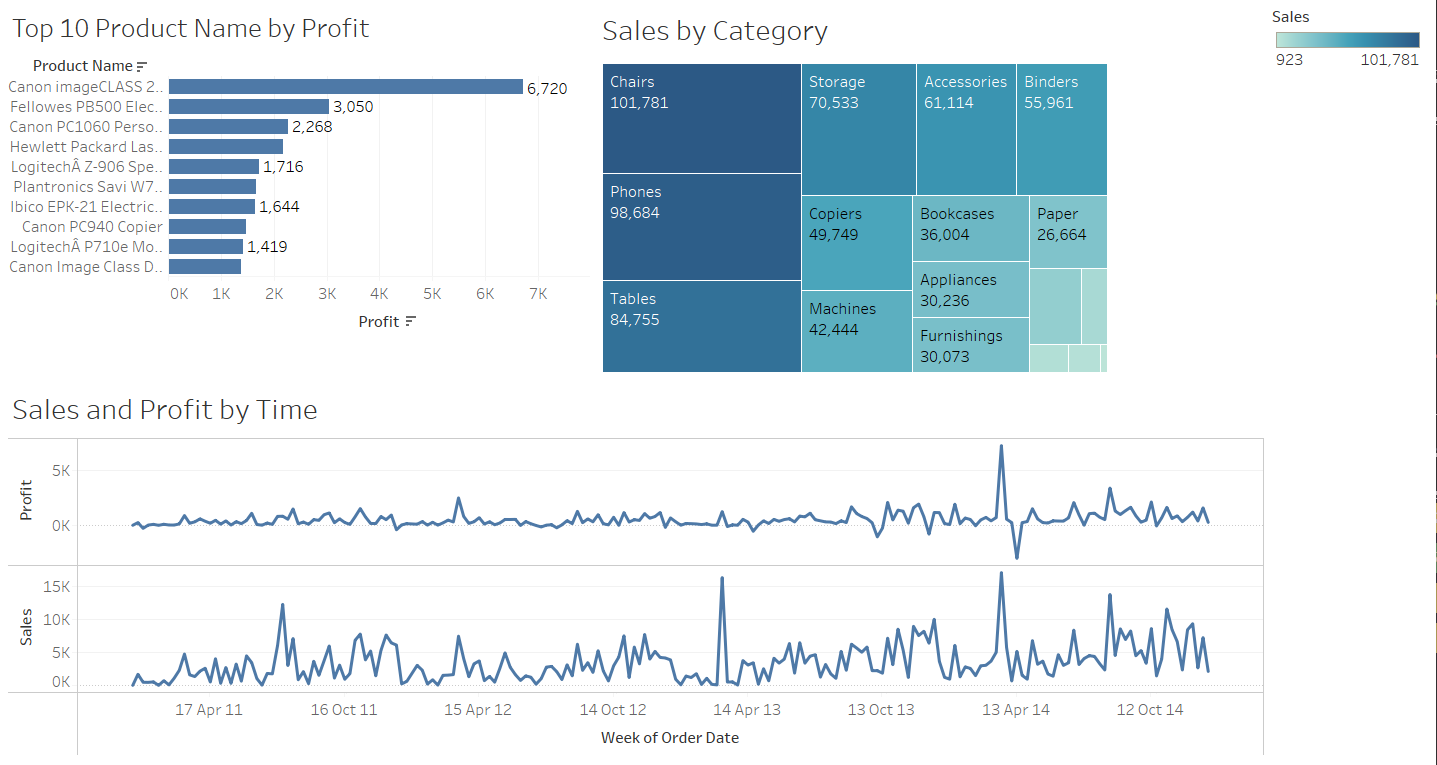 Top 10 Product Name by Profit
Product Name
Canon imageCLASS 2..
6,720
Fellowes PB500 Elec..
3,050
Canon PC1060 Perso..
2,268
Hewlett Packard Las..
LogitechÂ Z-906 Spe..
1,716
Plantronics Savi W7..
Ibico EPK-21 Electric..
1,644
Canon PC940 Copier
LogitechÂ P710e Mo..
1,419
Canon Image Class D..
0K 1K 2K 3K 4K 5K 6K 7K
Profit
Sales by Category
Chairs
101,781
Phones
98,684
Tables
84,755
Storage
70,533
Accessories
61,114
Binders
55,961
Copiers
49,749
Machines
42,444
Bookcases
36,004
Appliances
30,236
Furnishings
30,073
Paper
26,664
Sales
923 101,781
Sales and Profit by Time
Profit
5K
0K
Sales
15K
10K
5K
0K
17 Apr 11 16 Oct 11 15 Apr 12 14 Oct 12 14 Apr 13 13 Oct 13 13 Apr 14 12 Oct 14
Week of Order Date